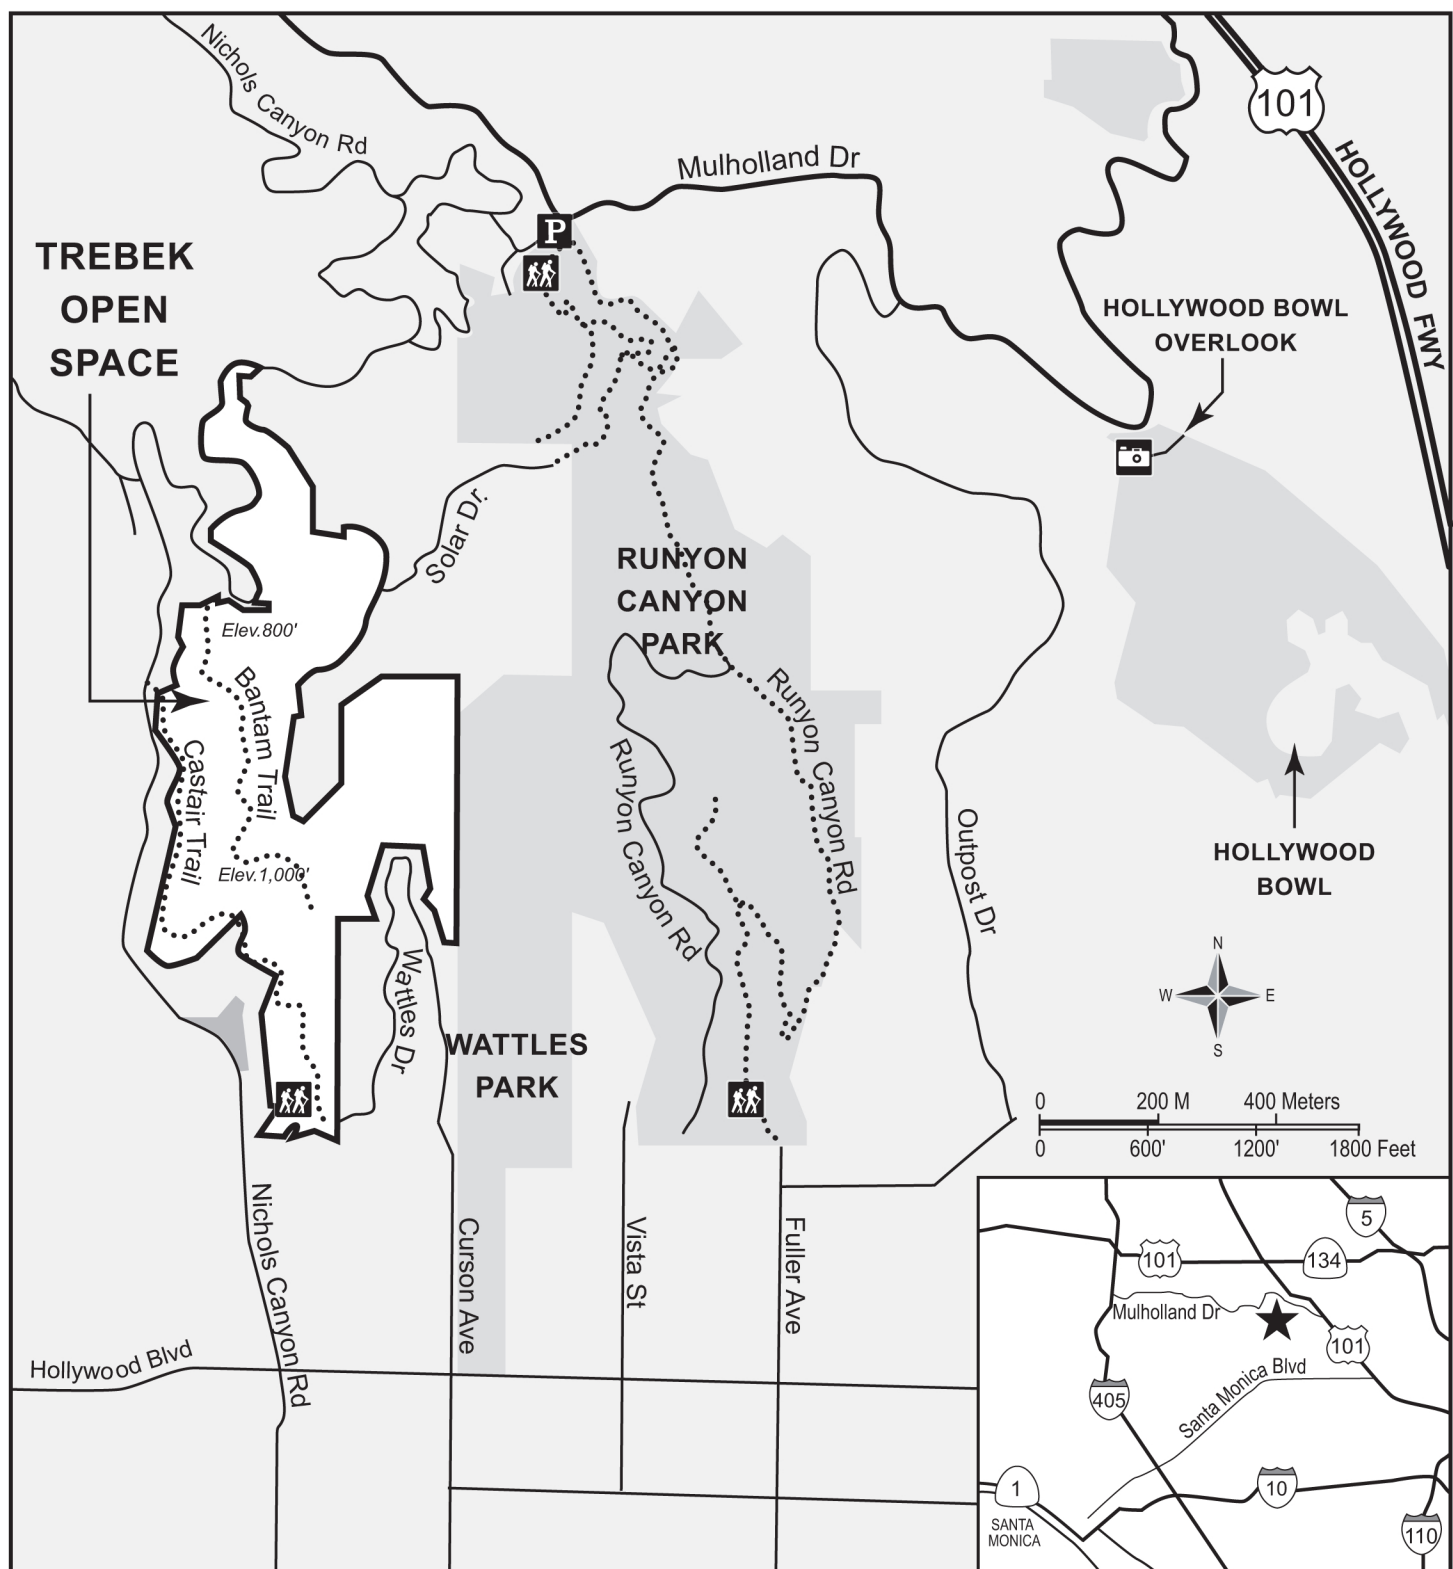 Nichols Canyon Rd
Mulholland Dr
101
HOLLYWOOD FWY
TREBEK
OPEN
SPACE
P
HOLLYWOOD BOWL
OVERLOOK
Solar Dr.
RUNYON
CANYON
PARK
Elev.800'
Bantam Trail
Castair Trail
Elev.1,000'
Runyon Canyon Rd
Runyon Canyon Rd
Outpost Dr
HOLLYWOOD
BOWL
Wattles Dr
WATTLES
PARK
N
W E
S
0 200 M 400 Meters
0 600' 1200' 1800 Feet
Nichols Canyon Rd
Curson Ave
Vista St
Fuller Ave
Hollywood Blvd
5
101
134
Mulholland Dr
101
405
Santa Monica Blvd
1
10
SANTA
MONICA
110